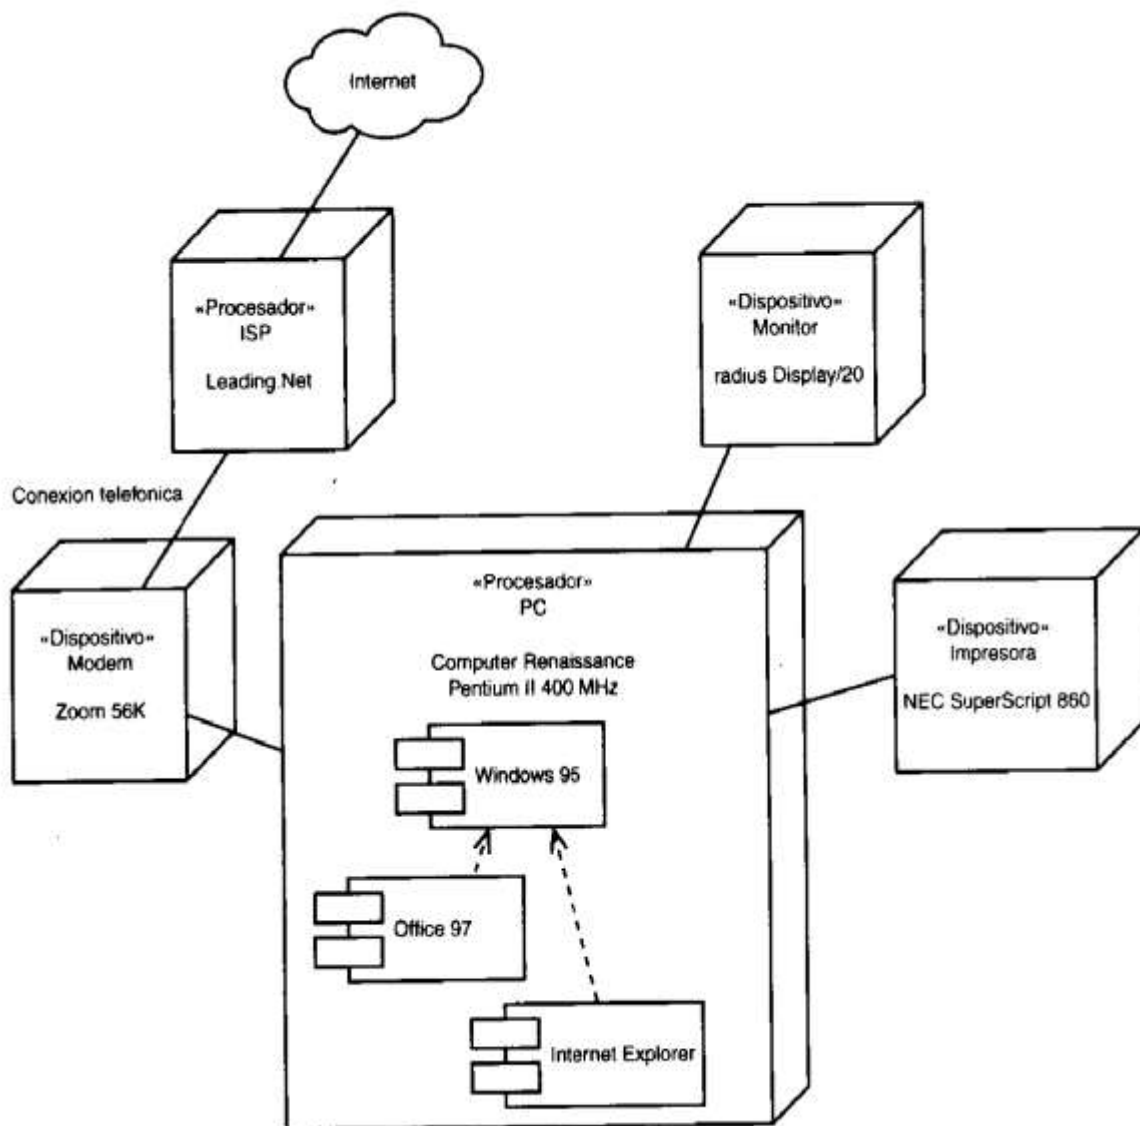 Internet
«Procesador»
ISP
Leading.Net
«Dispositivo»
Monitor
radius Display/20
Conexion telefonica
«Dispositivo»
Modem
Zoom 56K
«Procesador»
PC
Computer Renaissance
Pentium II 400 MHz
Windows 95
Office 97
Internet Explorer
«Dispositivo»
Impresora
NEC SuperScript 860